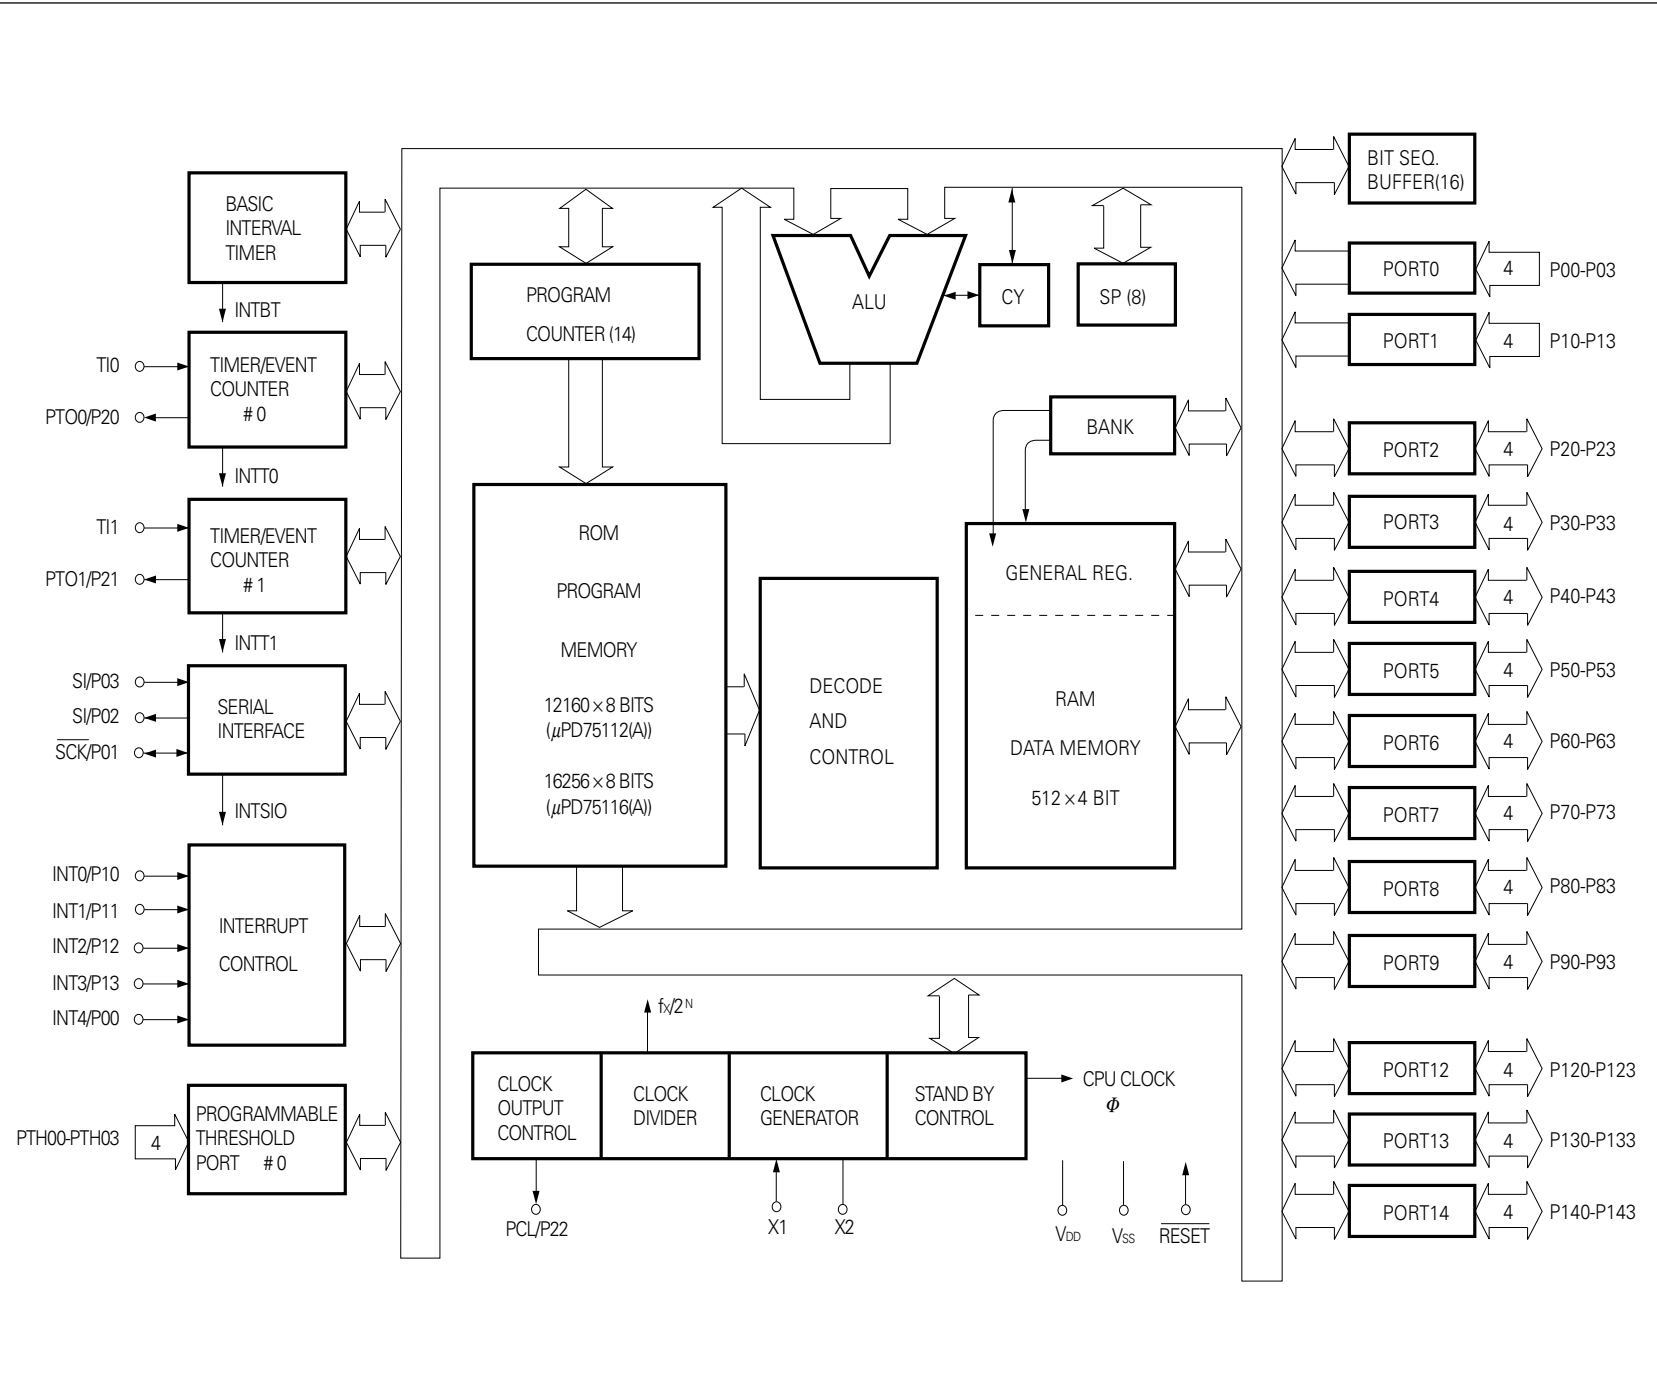 BASIC
INTERVAL
TIMER
INTBT
TI0
PTO0/P20
TIMER/EVENT
COUNTER
#0
INTT0
TI1
PTO1/P21
TIMER/EVENT
COUNTER
#1
INTT1
SI/P03
SI/P02
SCK/P01
SERIAL
INTERFACE
INTSIO
INT0/P10
INT1/P11
INT2/P12
INT3/P13
INT4/P00
INTERRUPT
CONTROL
PTH00-PTH03
4
PROGRAMMABLE
THRESHOLD
PORT #0
PROGRAM
COUNTER (14)
ALU
CY
SP (8)
BANK
ROM
PROGRAM
MEMORY
12160×8 BITS
(μPD75112(A))
16256×8 BITS
(μPD75116(A))
DECODE
AND
CONTROL
GENERAL REG.
RAM
DATA MEMORY
512×4 BIT
fX/2N
CLOCK
OUTPUT
CONTROL
CLOCK
DIVIDER
CLOCK
GENERATOR
STAND BY
CONTROL
CPU CLOCK
Φ
PCL/P22
X1
X2
VDD
VSS
RESET
BIT SEQ.
BUFFER(16)
PORT0
4
P00-P03
PORT1
4
P10-P13
PORT2
4
P20-P23
PORT3
4
P30-P33
PORT4
4
P40-P43
PORT5
4
P50-P53
PORT6
4
P60-P63
PORT7
4
P70-P73
PORT8
4
P80-P83
PORT9
4
P90-P93
PORT12
4
P120-P123
PORT13
4
P130-P133
PORT14
4
P140-P143